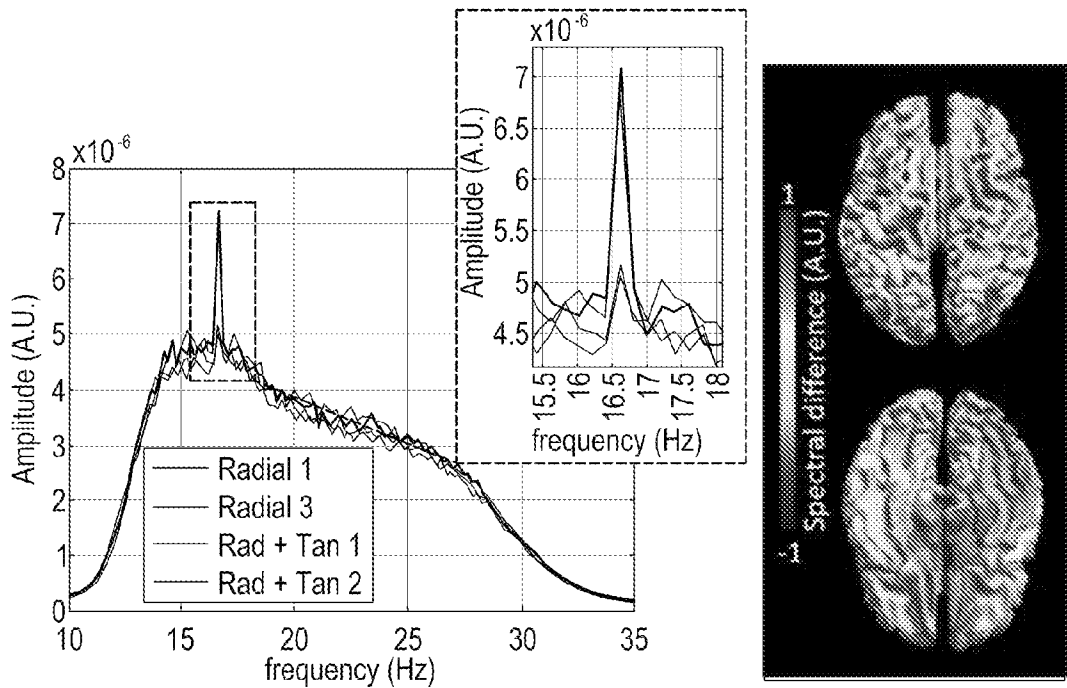 x10⁻⁶
Amplitude (A.U.)
8
7
6
5
4
3
2
1
0
10
15
20
25
30
35
frequency (Hz)
Radial 1
Radial 3
Rad + Tan 1
Rad + Tan 2
x10⁻⁶
Amplitude (A.U.)
7
6.5
6
5.5
5
4.5
15.5
16
16.5
17
17.5
18
frequency (Hz)
1
Spectral difference (A.U.)
-1